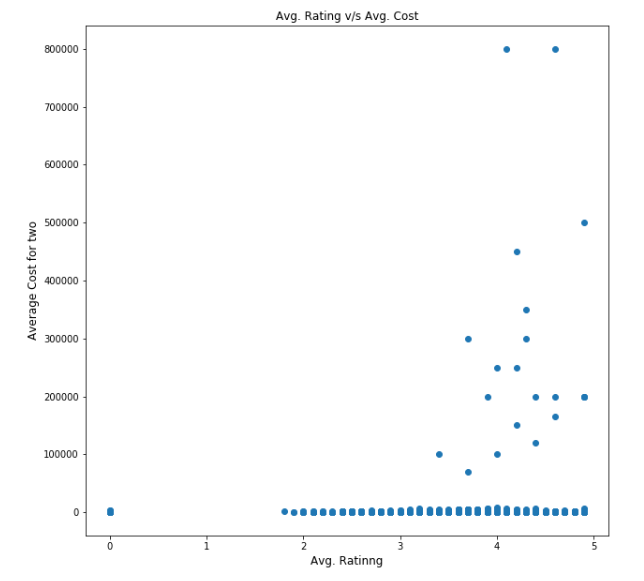 Avg. Rating v/s Avg. Cost
800000
700000
600000
500000
400000
300000
200000
100000
0
Average Cost for two
0 1 2 3 4 5
Avg. Ratinng